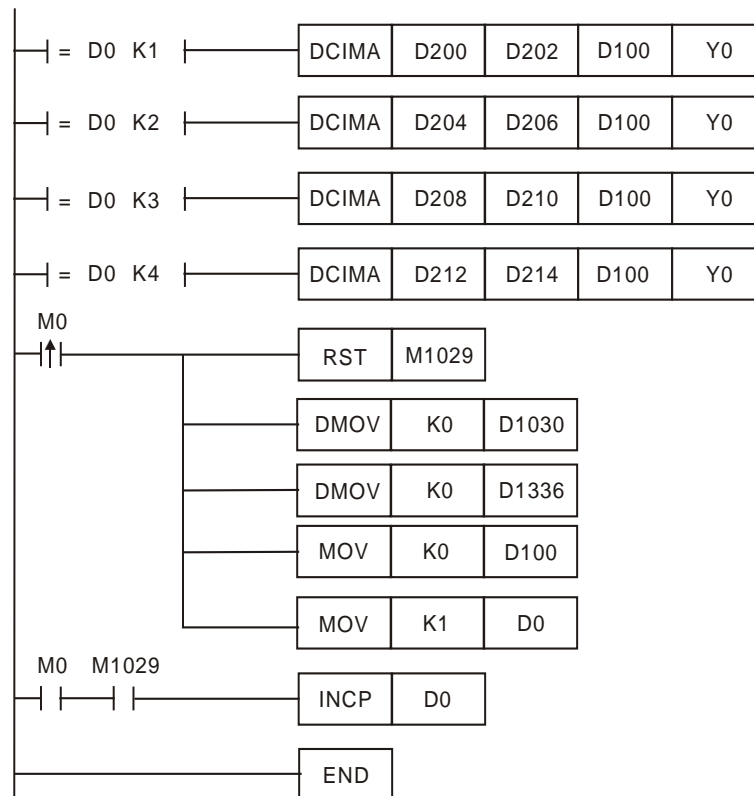 = D0 K1 DCIMA D200 D202 D100 Y0
= D0 K2 DCIMA D204 D206 D100 Y0
= D0 K3 DCIMA D208 D210 D100 Y0
= D0 K4 DCIMA D212 D214 D100 Y0
M0
RST M1029
DMOV K0 D1030
DMOV K0 D1336
MOV K0 D100
MOV K1 D0
M0 M1029
INCP D0
END